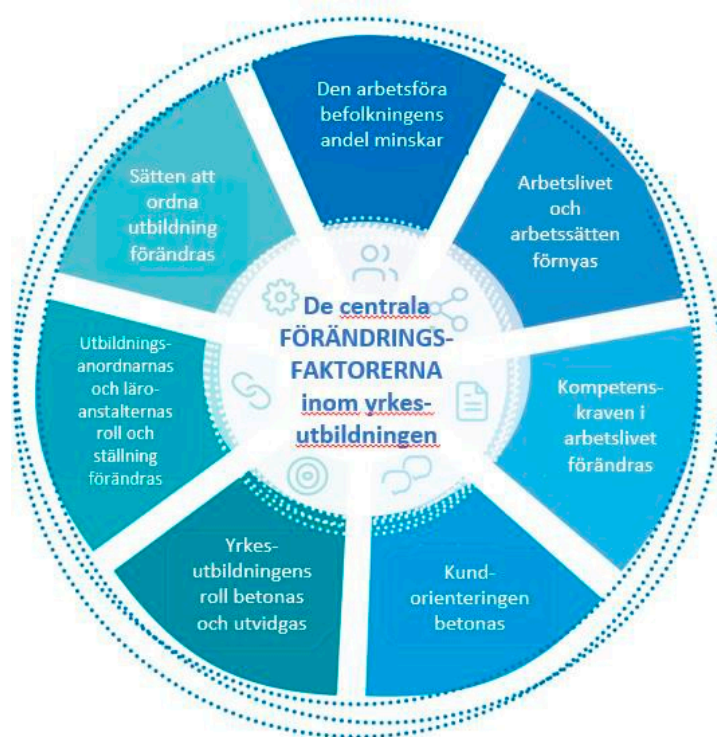 De centrala
FÖRÄNDRINGS-
FAKTORERNA
inom yrkes-
utbildningen
Den arbetsföra
befolkningens
andel minskar
Arbetslivet
och
arbetssätten
förnyas
Kompetens-
kraven i
arbetslivet
förändras
Kund-
orienteringen
betonas
Yrkes-
utbildningens
roll betonas
och utvidgas
Utbildnings-
anordnarnas
och läro-
anstalternas
roll och
ställning
förändras
Sätten att
ordna
utbildning
förändras